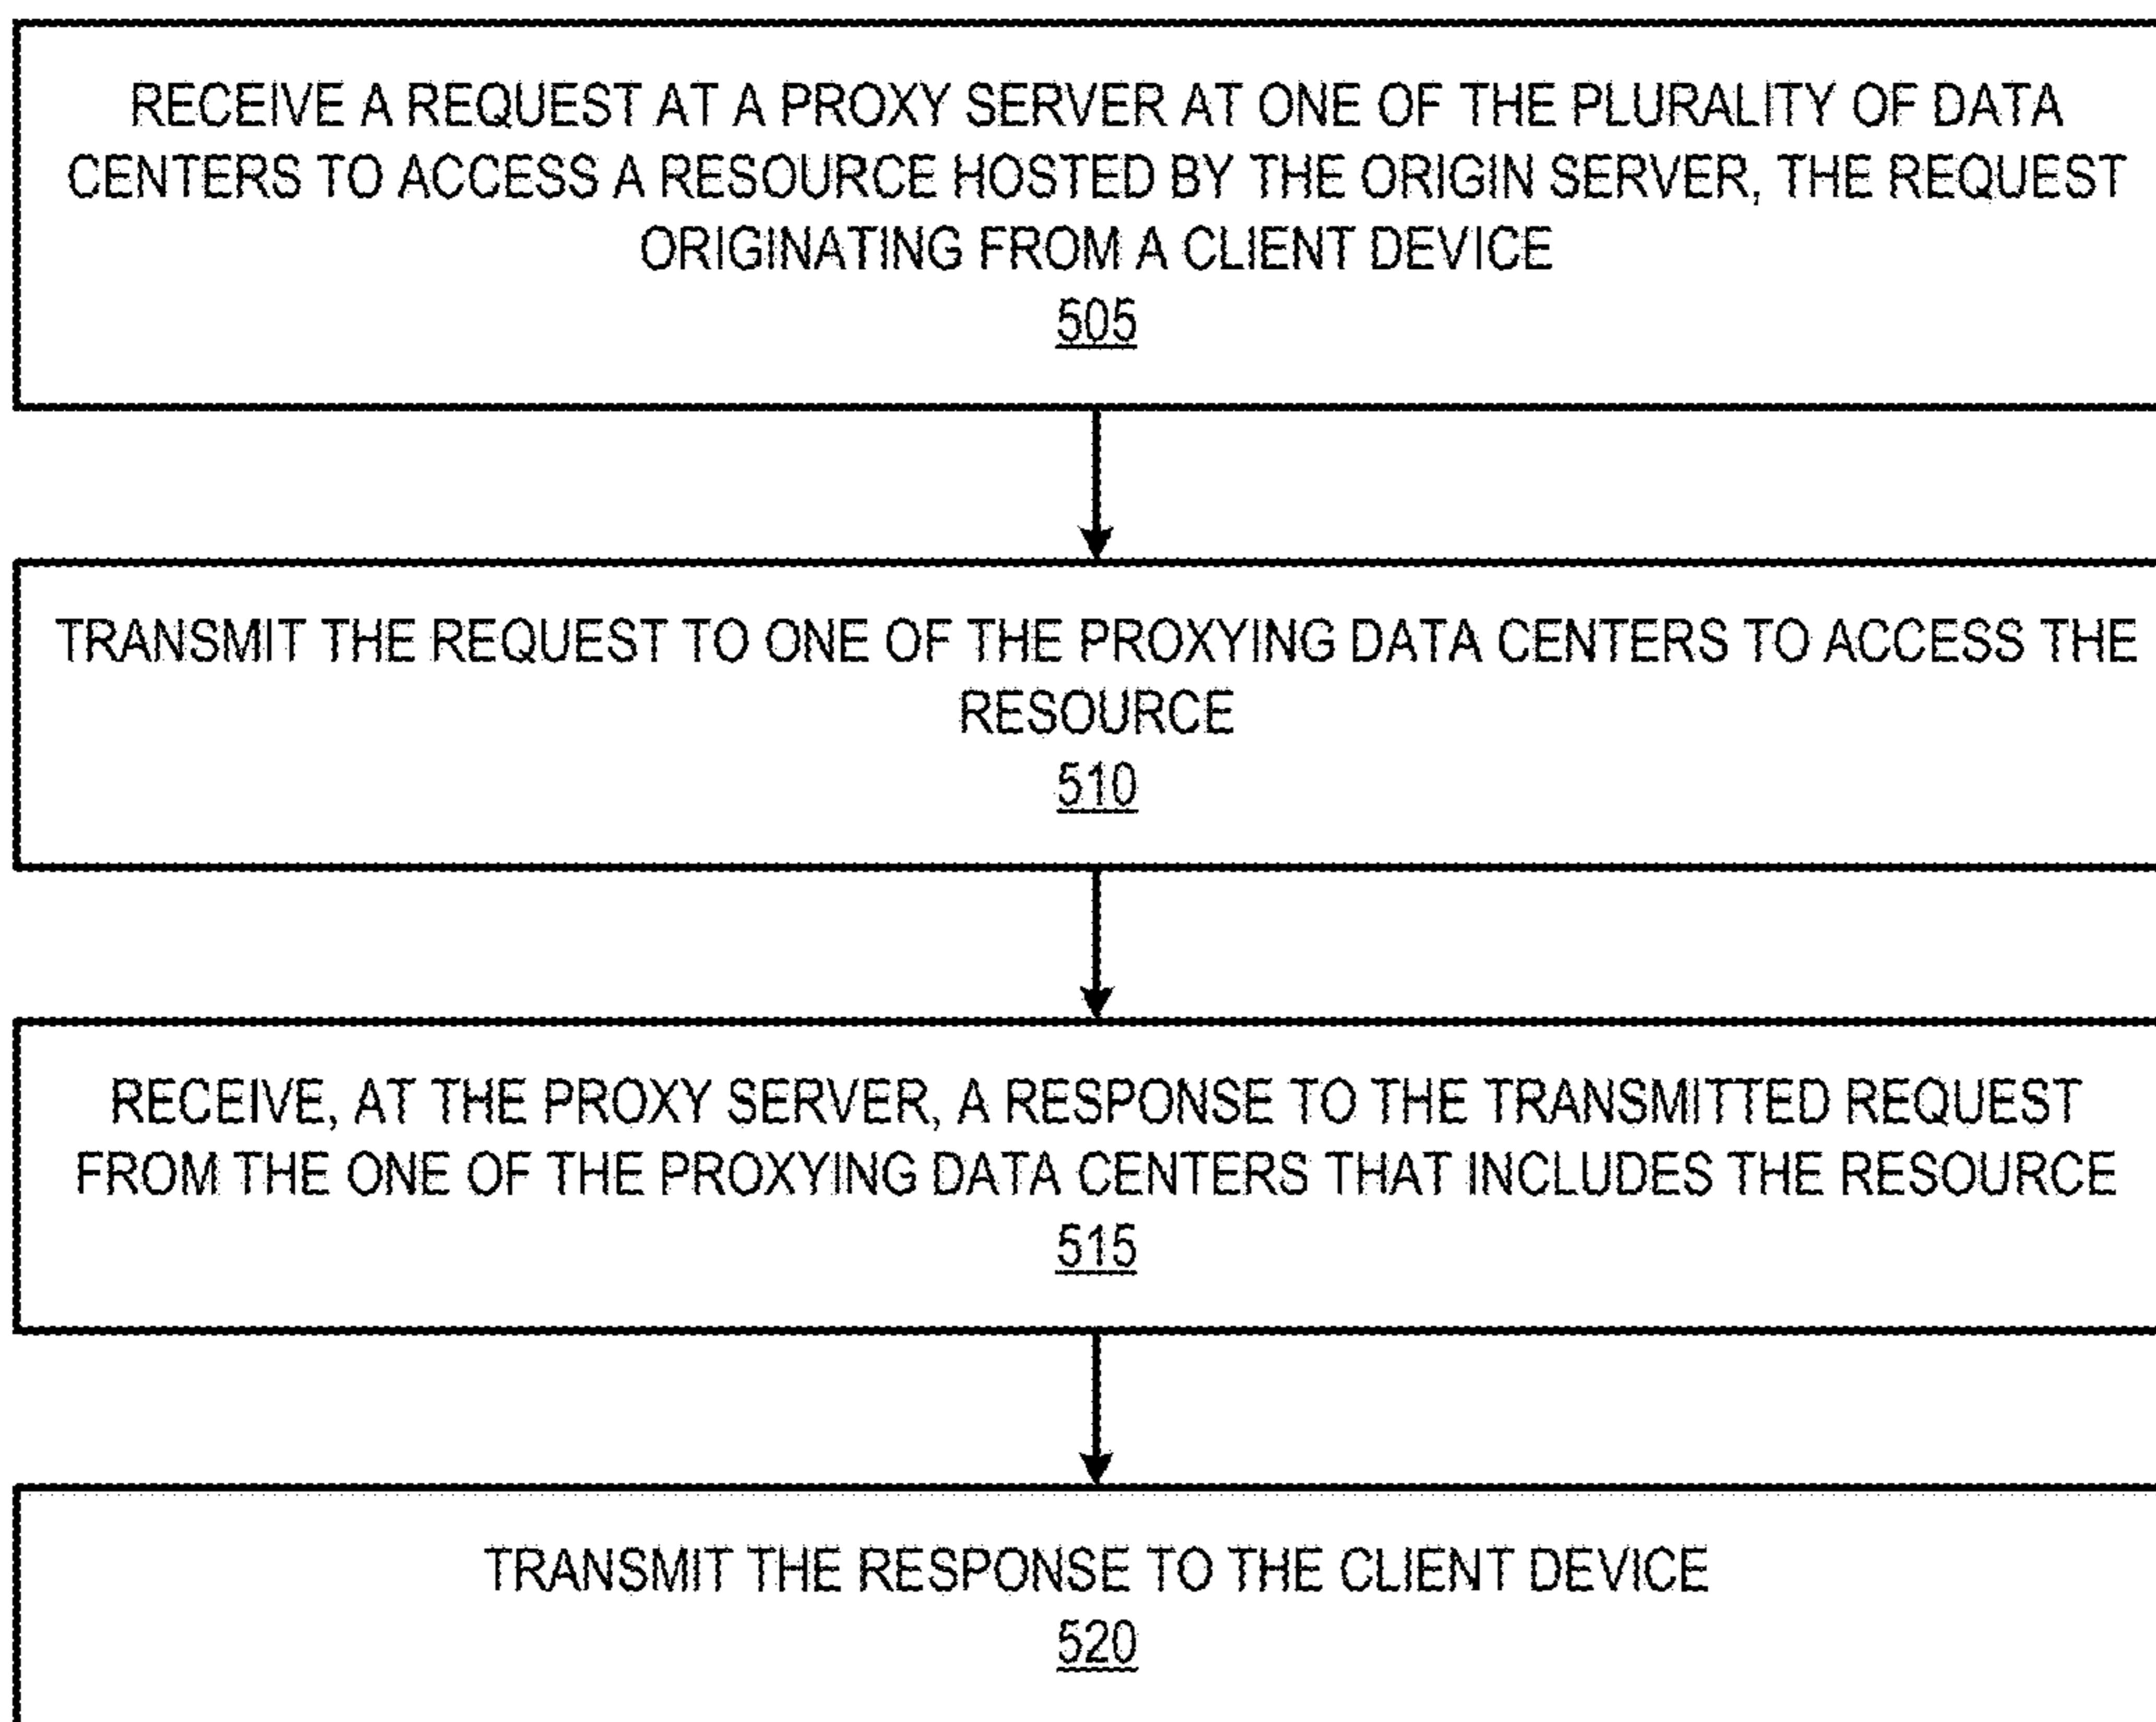 RECEIVE A REQUEST AT A PROXY SERVER AT ONE OF THE PLURALITY OF DATA
CENTERS TO ACCESS A RESOURCE HOSTED BY THE ORIGIN SERVER, THE REQUEST
ORIGINATING FROM A CLIENT DEVICE
505
TRANSMIT THE REQUEST TO ONE OF THE PROXYING DATA CENTERS TO ACCESS THE
RESOURCE
510
RECEIVE, AT THE PROXY SERVER, A RESPONSE TO THE TRANSMITTED REQUEST
FROM THE ONE OF THE PROXYING DATA CENTERS THAT INCLUDES THE RESOURCE
515
TRANSMIT THE RESPONSE TO THE CLIENT DEVICE
520